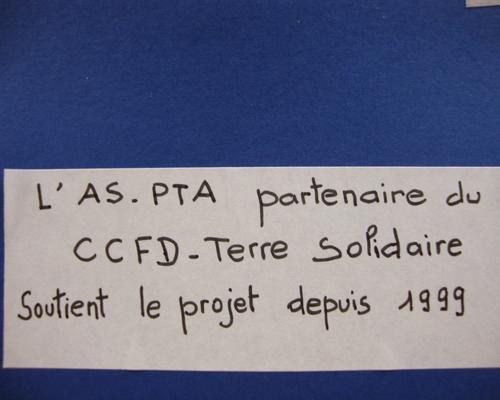 L' AS.PTA partenaire du
CCFD-Terre Solidaire
Soutient le projet depuis 1999